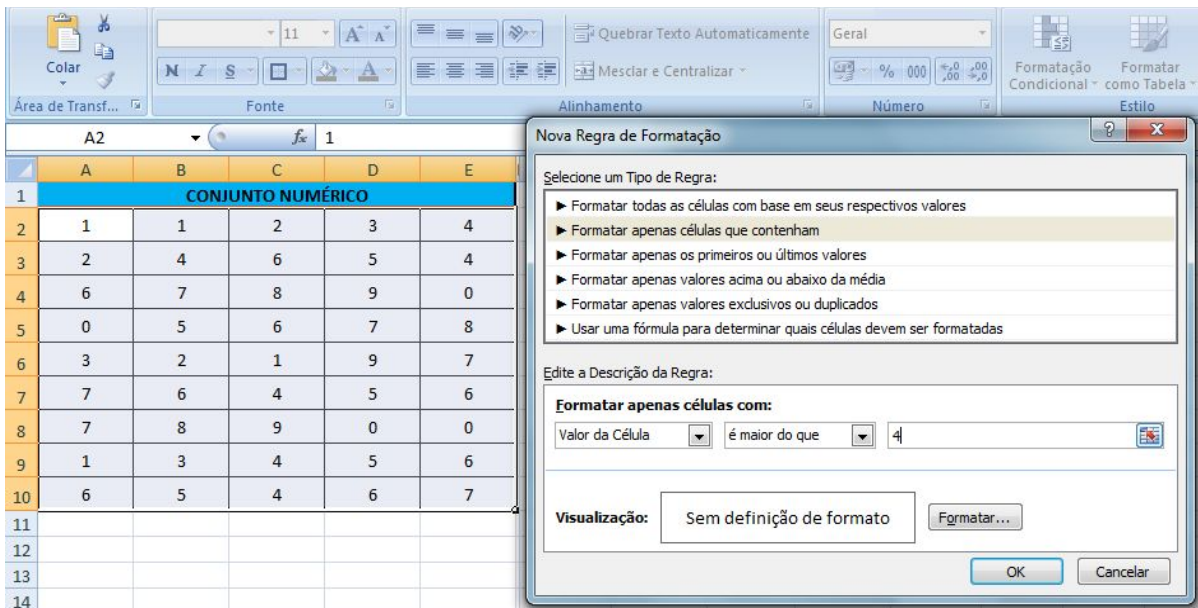 11 A A Quebrar Texto Automaticamente Geral
Colar N I S A Mesclar e Centralizar % 000 Formatação Condicional Formatar como Tabela
Área de Transf... Fonte Alinhamento Número Estilo
A2 fx 1
A B C D E
1 CONJUNTO NUMÉRICO
2 1 1 2 3 4
3 2 4 6 5 4
4 6 7 8 9 0
5 0 5 6 7 8
6 3 2 1 9 7
7 7 6 4 5 6
8 7 8 9 0 0
9 1 3 4 5 6
10 6 5 4 6 7
11
12
13
14
Nova Regra de Formatação
Selecione um Tipo de Regra:
► Formatar todas as células com base em seus respectivos valores
► Formatar apenas células que contenham
► Formatar apenas os primeiros ou últimos valores
► Formatar apenas valores acima ou abaixo da média
► Formatar apenas valores exclusivos ou duplicados
► Usar uma fórmula para determinar quais células devem ser formatadas
Edite a Descrição da Regra:
Formatar apenas células com:
Valor da Célula é maior do que 4
Visualização: Sem definição de formato Formatar...
OK Cancelar